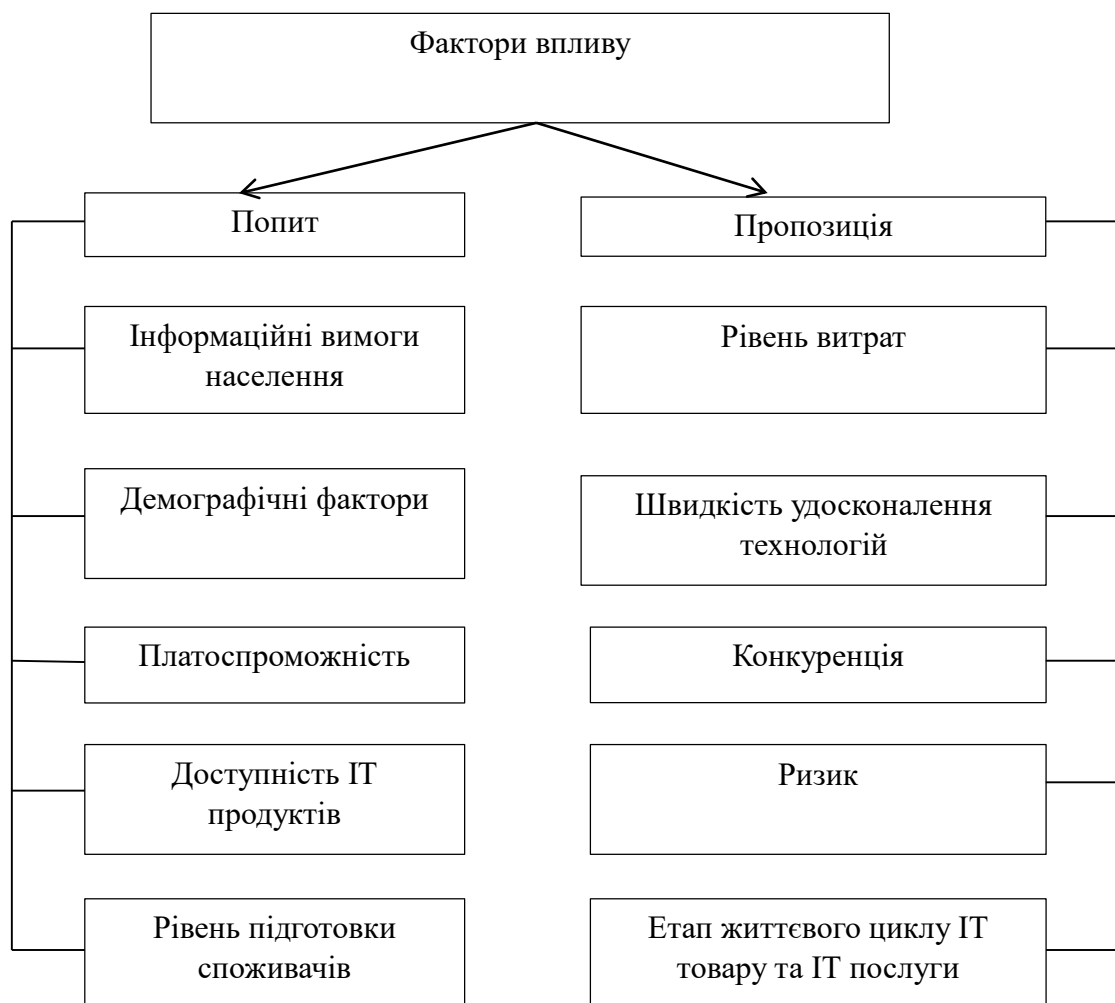 Фактори впливу
Попит
Пропозиція
Інформаційні вимоги
населення
Рівень витрат
Демографічні фактори
Швидкість удосконалення
технологій
Платоспроможність
Конкуренція
Доступність ІТ
продуктів
Ризик
Рівень підготовки
споживачів
Етап життєвого циклу ІТ
товару та ІТ послуги